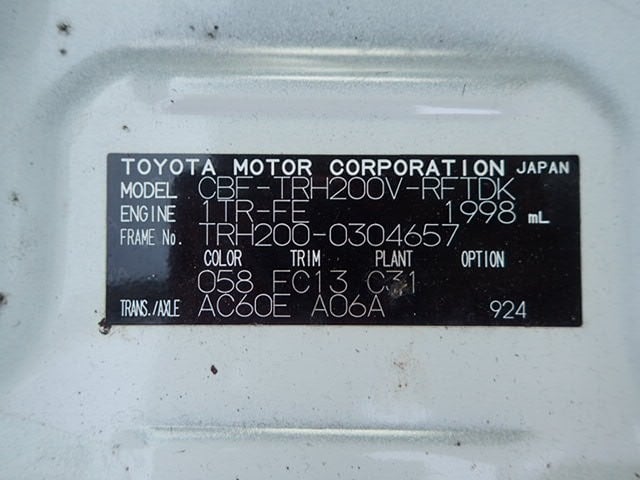 TOYOTA MOTOR CORPORATION JAPAN
MODEL CBF-TRH200V-RFTDK
ENGINE 1TR-FE 1998 mL
FRAME No. TRH200-0304657
COLOR TRIM PLANT OPTION
058 FC13 C31
TRANS./AXLE AC60E A06A 924